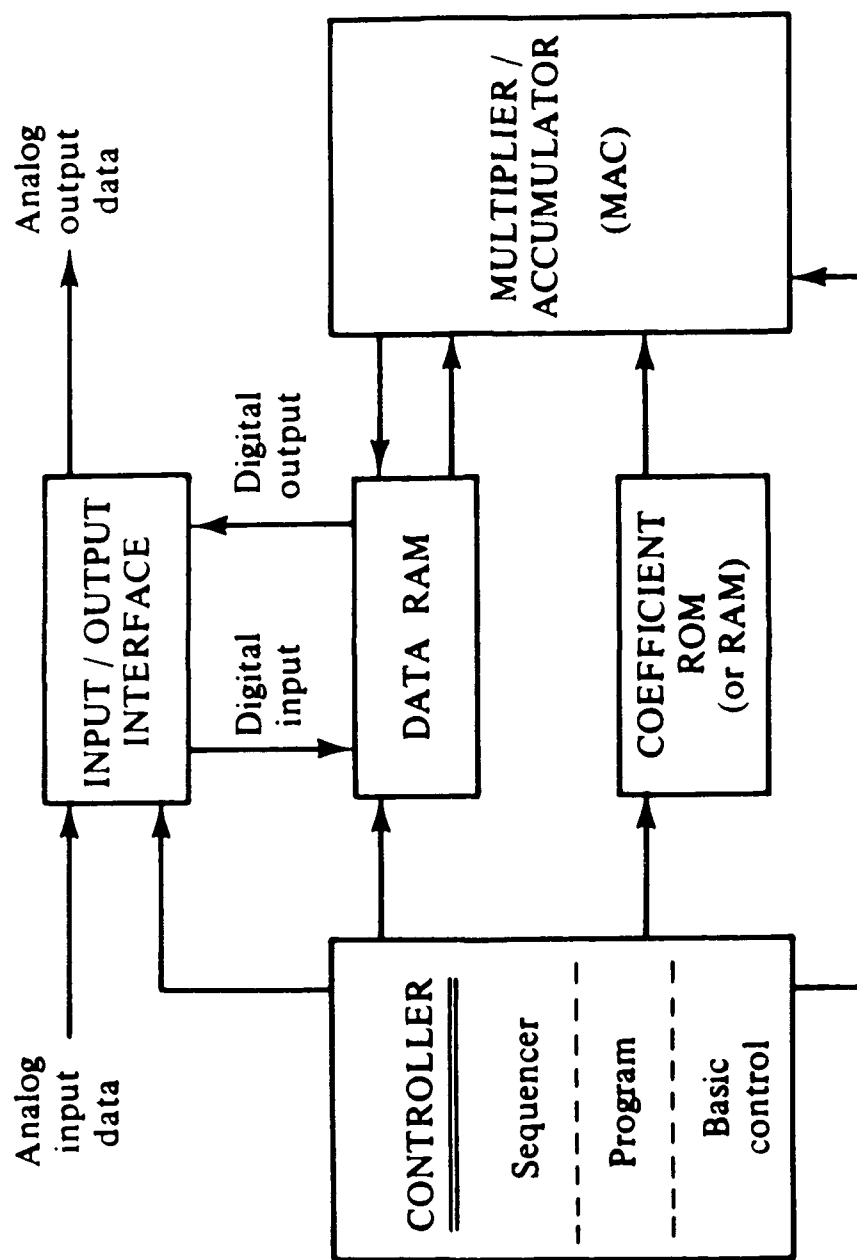 Analog
input
data
INPUT / OUTPUT
INTERFACE
Analog
output
data
Digital
input
Digital
output
CONTROLLER
Sequencer
Program
Basic
control
DATA RAM
COEFFICIENT
ROM
(or RAM)
MULTIPLIER /
ACCUMULATOR
(MAC)